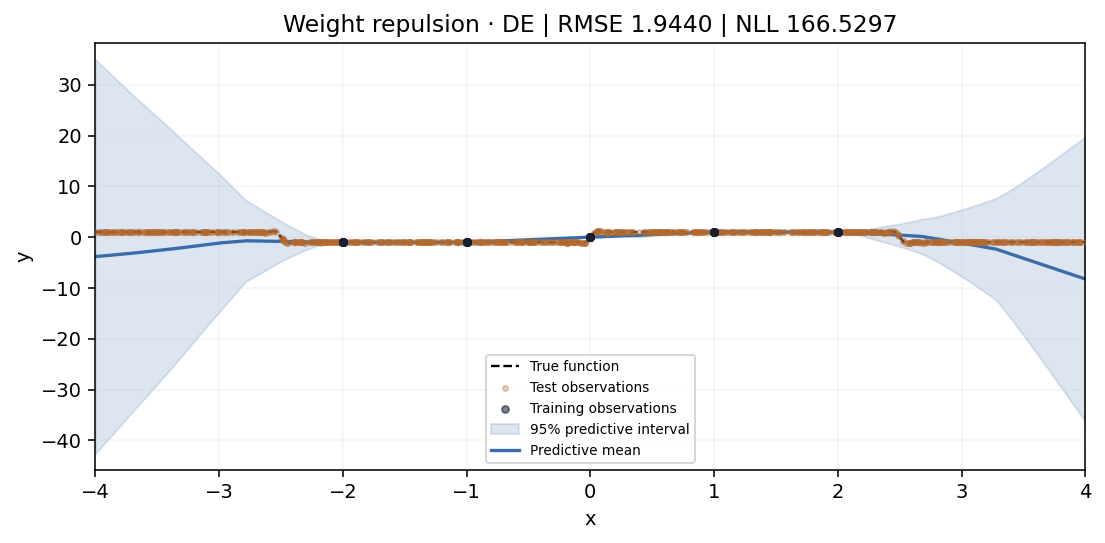 Weight repulsion · DE | RMSE 1.9440 | NLL 166.5297
30
20
10
0
−10
−20
−30
−40
y
True function
Test observations
Training observations
95% predictive interval
Predictive mean
−4 −3 −2 −1 0 1 2 3 4
x